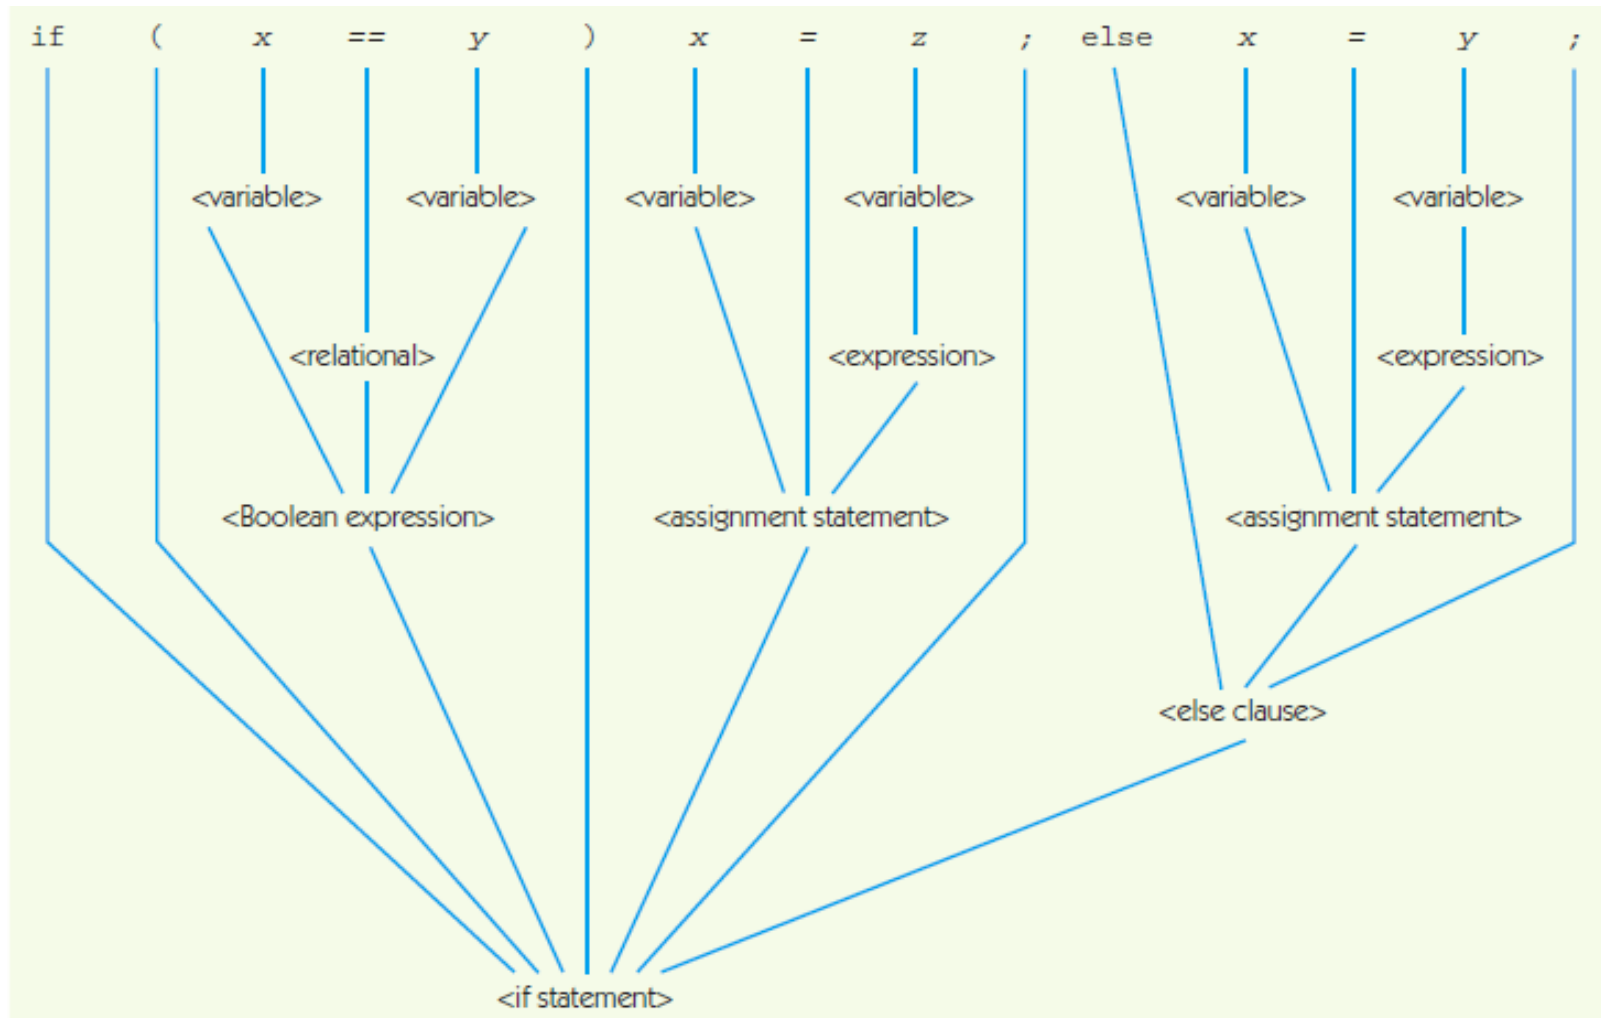 if ( x == y ) x = z ; else x = y ;
<variable> <variable> <variable> <variable> <variable> <variable>
<relational> <expression> <expression>
<Boolean expression> <assignment statement> <assignment statement>
<else clause>
<if statement>